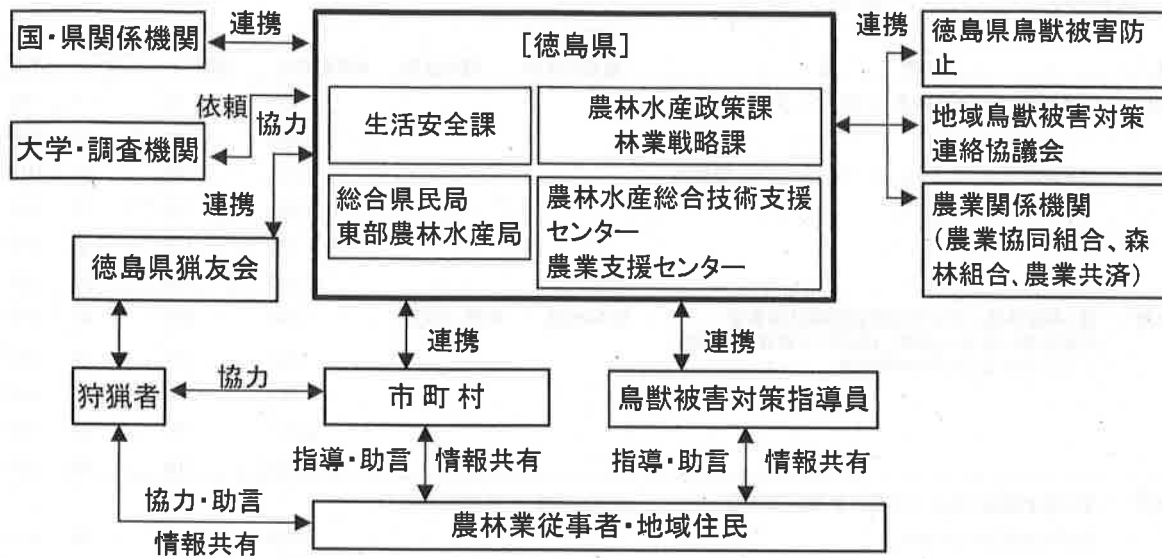 国・県関係機関
連携
[徳島県]
連携
徳島県鳥獣被害防
止
依頼
協力
大学・調査機関
生活安全課
農林水産政策課
林業戦略課
地域鳥獣被害対策
連絡協議会
連携
総合県民局
東部農林水産局
農林水産総合技術支援
センター
農業支援センター
農業関係機関
(農業協同組合、森
林組合、農業共済)
徳島県猟友会
連携
連携
狩猟者
協力
市町村
鳥獣被害対策指導員
指導・助言
情報共有
指導・助言
情報共有
協力・助言
情報共有
農林業従事者・地域住民